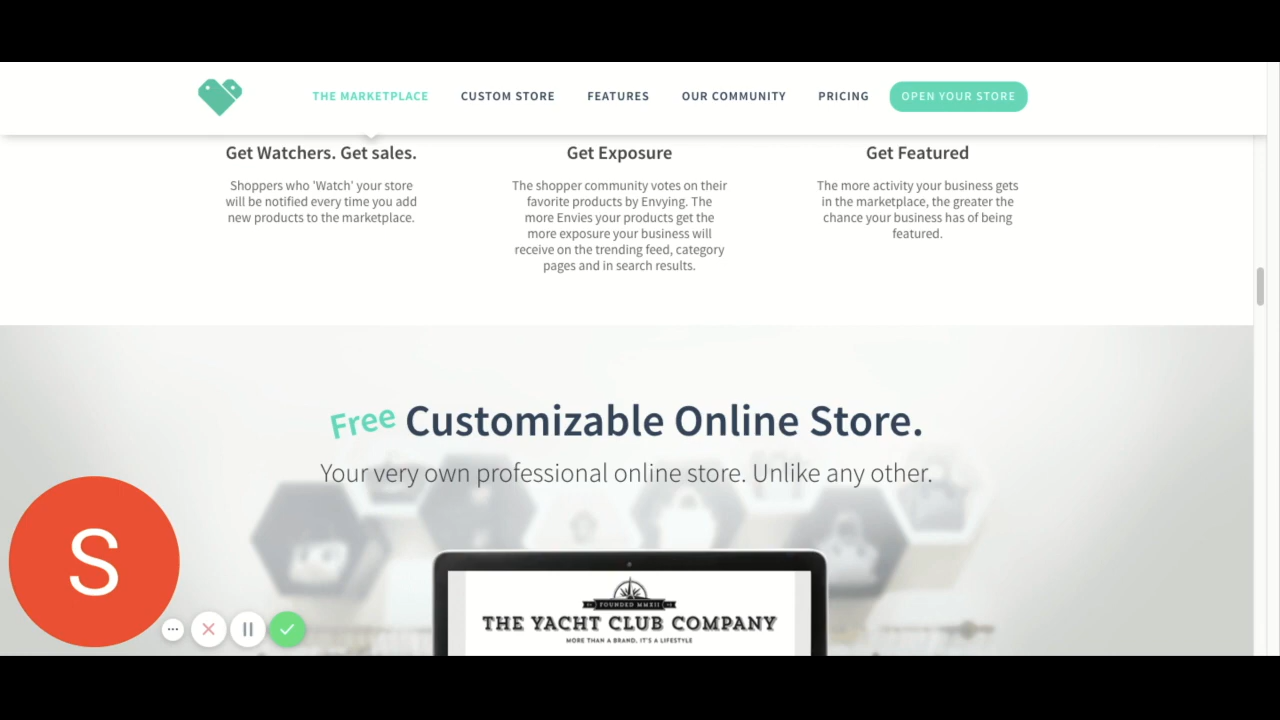 THE MARKETPLACE CUSTOM STORE FEATURES OUR COMMUNITY PRICING OPEN YOUR STORE
Get Watchers. Get sales.
Shoppers who 'Watch' your store
will be notified every time you add
new products to the marketplace.
Get Exposure
The shopper community votes on their
favorite products by Envying. The
more Envies your products get the
more exposure your business will
receive on the trending feed, category
pages and in search results.
Get Featured
The more activity your business gets
in the marketplace, the greater the
chance your business has of being
featured.
Free Customizable Online Store.
Your very own professional online store. Unlike any other.
S
FOUNDED MMXII
THE YACHT CLUB COMPANY
MORE THAN A BRAND, IT'S A LIFESTYLE